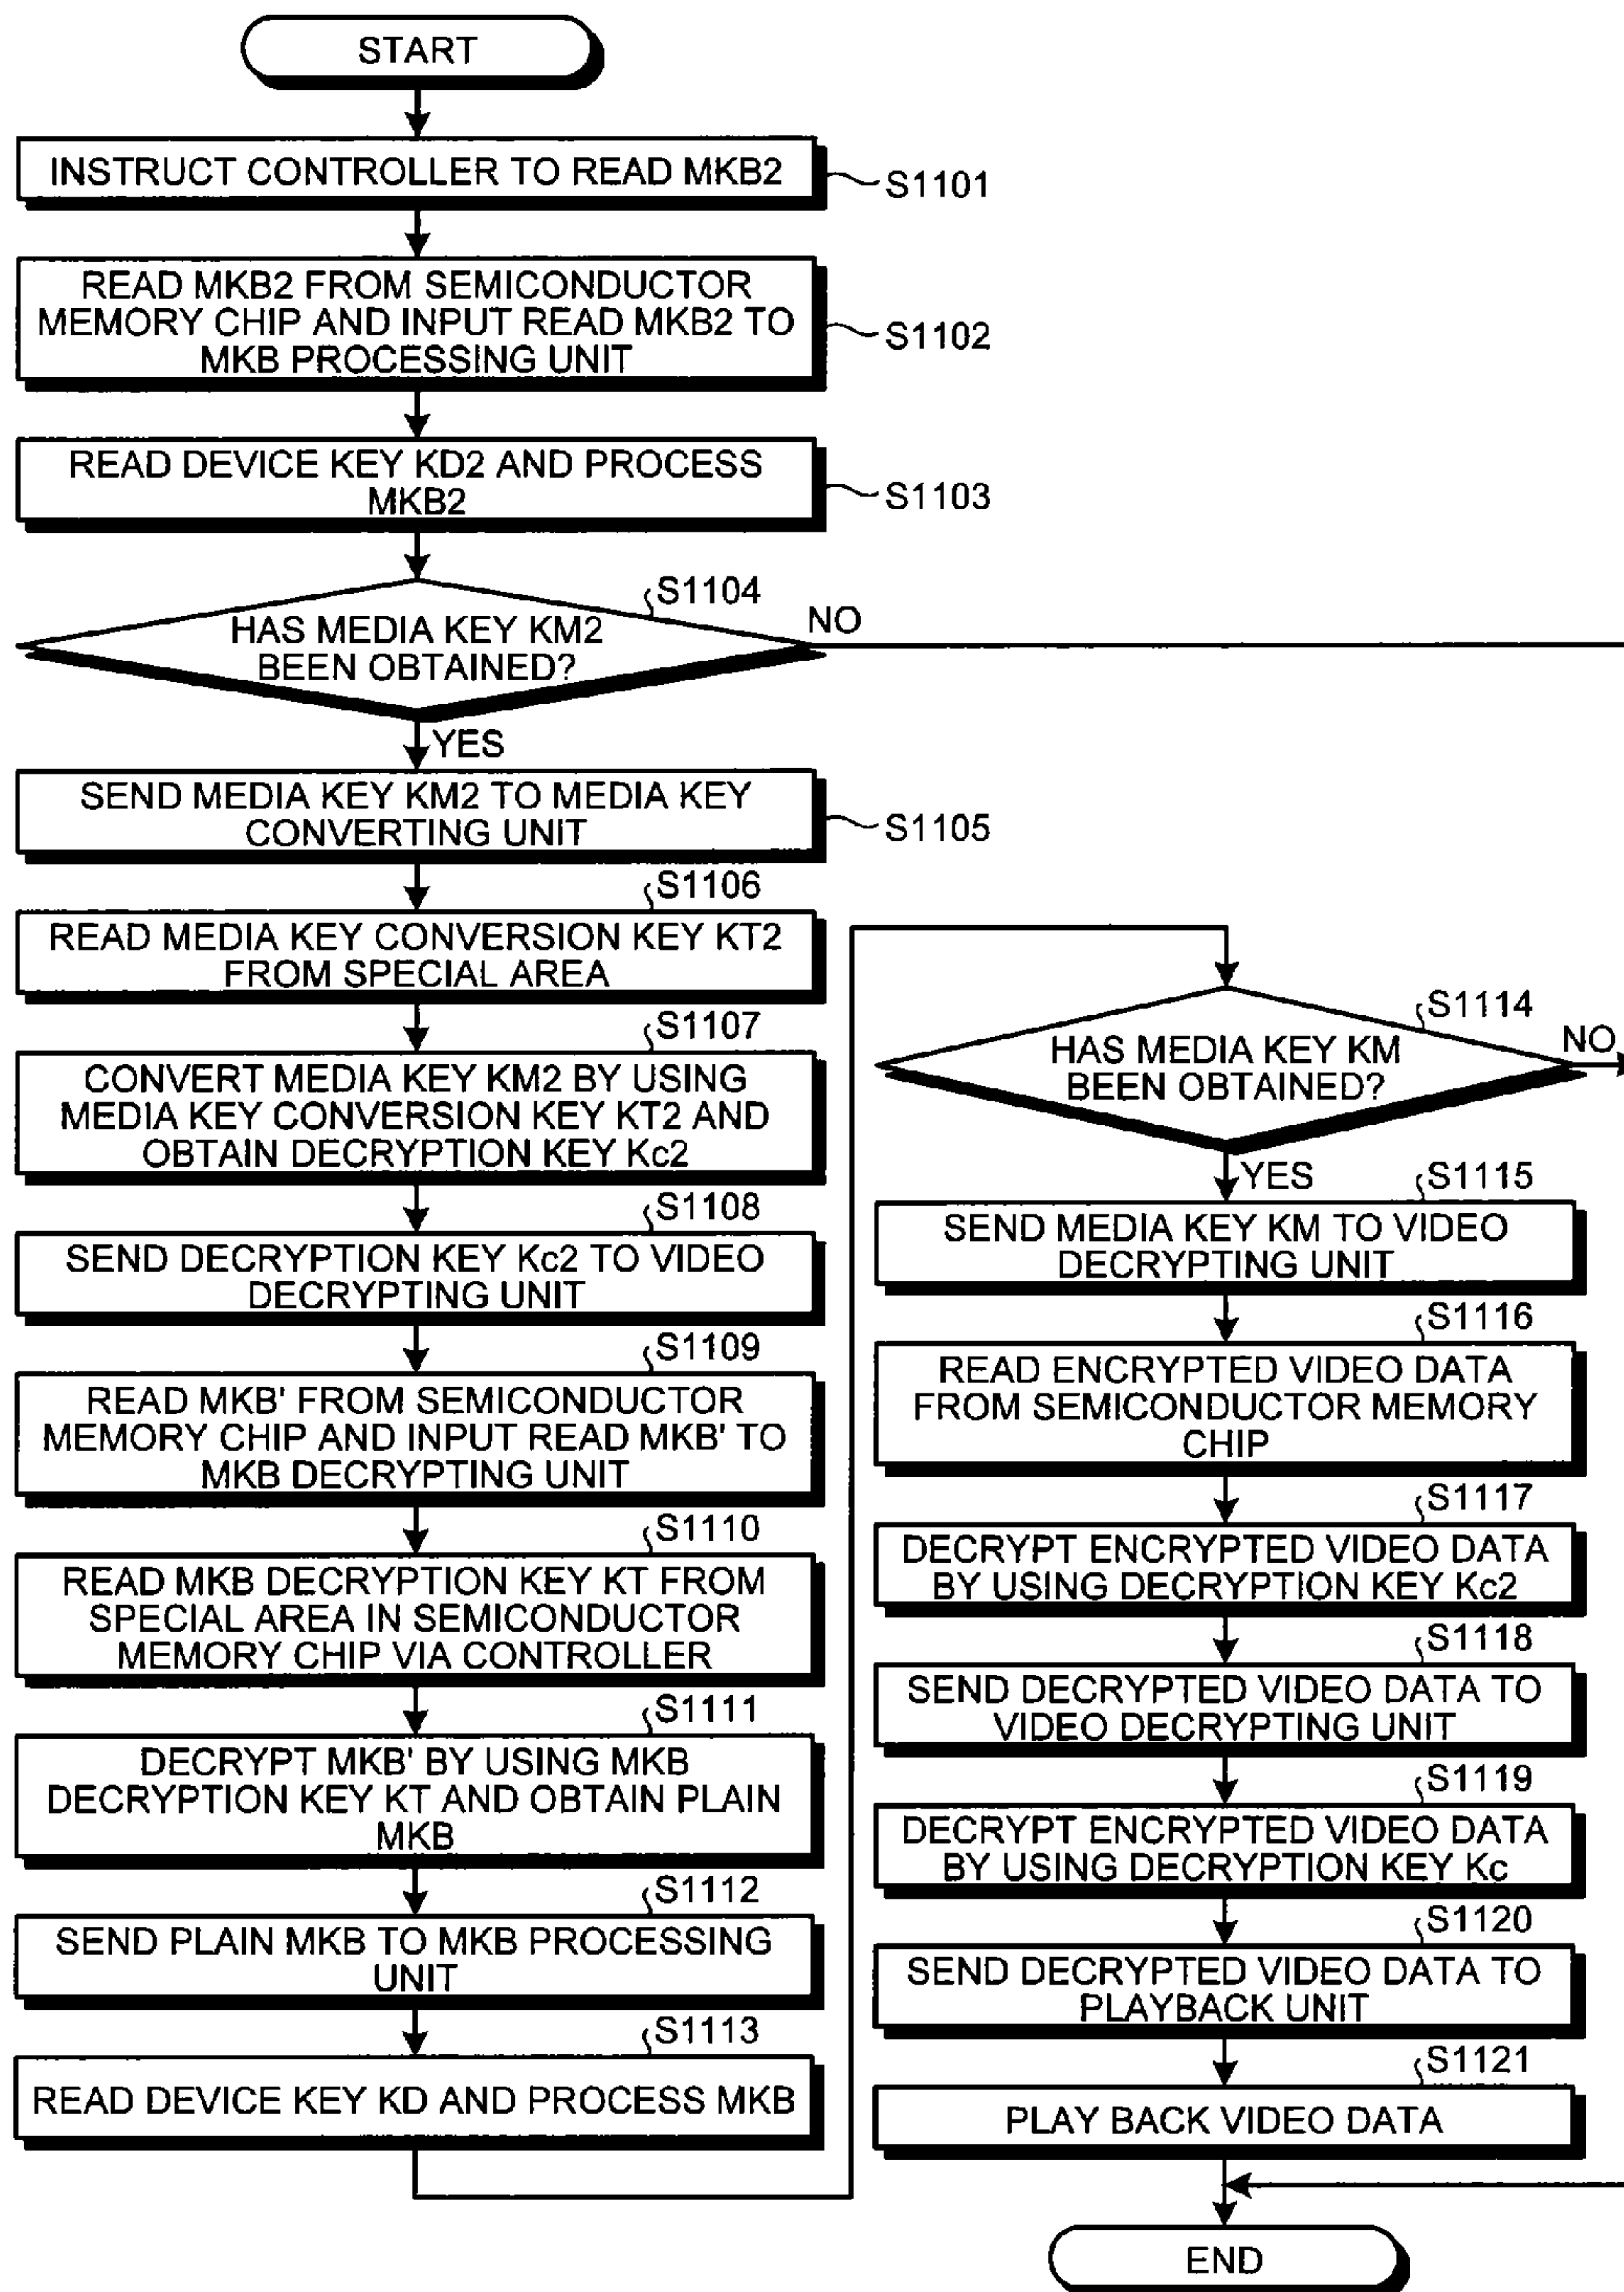 START
INSTRUCT CONTROLLER TO READ MKB2
S1101
READ MKB2 FROM SEMICONDUCTOR
MEMORY CHIP AND INPUT READ MKB2 TO
MKB PROCESSING UNIT
S1102
READ DEVICE KEY KD2 AND PROCESS
MKB2
S1103
S1104
HAS MEDIA KEY KM2
BEEN OBTAINED?
NO
YES
SEND MEDIA KEY KM2 TO MEDIA KEY
CONVERTING UNIT
S1105
S1106
READ MEDIA KEY CONVERSION KEY KT2
FROM SPECIAL AREA
S1107
CONVERT MEDIA KEY KM2 BY USING
MEDIA KEY CONVERSION KEY KT2 AND
OBTAIN DECRYPTION KEY Kc2
S1108
SEND DECRYPTION KEY Kc2 TO VIDEO
DECRYPTING UNIT
S1109
READ MKB' FROM SEMICONDUCTOR
MEMORY CHIP AND INPUT READ MKB' TO
MKB DECRYPTING UNIT
S1110
READ MKB DECRYPTION KEY KT FROM
SPECIAL AREA IN SEMICONDUCTOR
MEMORY CHIP VIA CONTROLLER
S1111
DECRYPT MKB' BY USING MKB
DECRYPTION KEY KT AND OBTAIN PLAIN
MKB
S1112
SEND PLAIN MKB TO MKB PROCESSING
UNIT
S1113
READ DEVICE KEY KD AND PROCESS MKB
S1114
HAS MEDIA KEY KM
BEEN OBTAINED?
NO
YES
S1115
SEND MEDIA KEY KM TO VIDEO
DECRYPTING UNIT
S1116
READ ENCRYPTED VIDEO DATA
FROM SEMICONDUCTOR MEMORY
CHIP
S1117
DECRYPT ENCRYPTED VIDEO DATA
BY USING DECRYPTION KEY Kc2
S1118
SEND DECRYPTED VIDEO DATA TO
VIDEO DECRYPTING UNIT
S1119
DECRYPT ENCRYPTED VIDEO DATA
BY USING DECRYPTION KEY Kc
S1120
SEND DECRYPTED VIDEO DATA TO
PLAYBACK UNIT
S1121
PLAY BACK VIDEO DATA
END